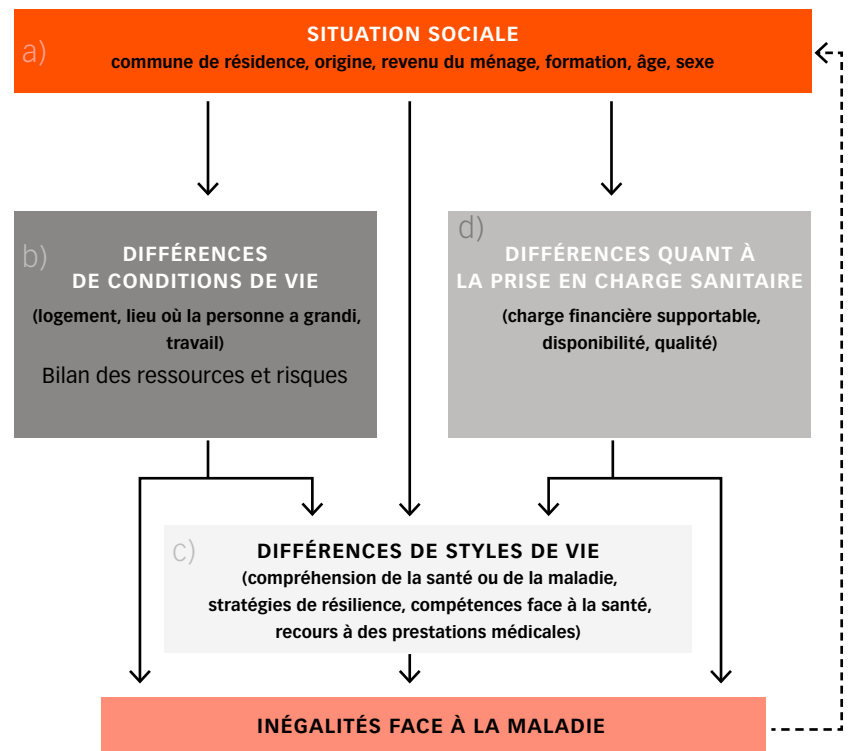 a)
SITUATION SOCIALE
commune de résidence, origine, revenu du ménage, formation, âge, sexe
b)
DIFFÉRENCES
DE CONDITIONS DE VIE
(logement, lieu où la personne a grandi,
travail)
Bilan des ressources et risques
d)
DIFFÉRENCES QUANT À
LA PRISE EN CHARGE SANITAIRE
(charge financière supportable,
disponibilité, qualité)
c)
DIFFÉRENCES DE STYLES DE VIE
(compréhension de la santé ou de la maladie,
stratégies de résilience, compétences face à la santé,
recours à des prestations médicales)
INÉGALITÉS FACE À LA MALADIE